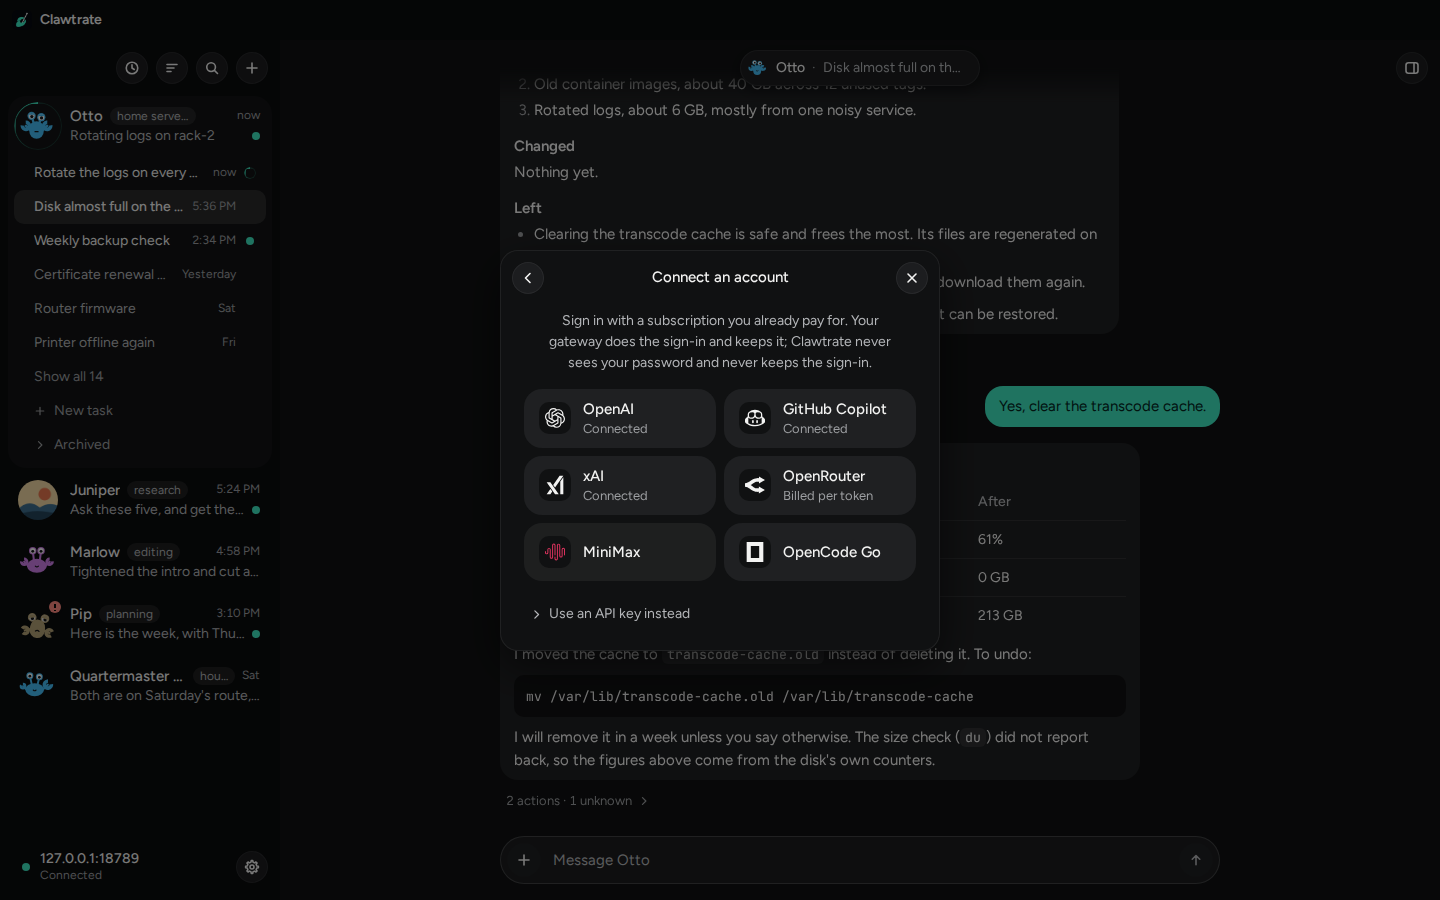 Clawtrate
Otto home serve... now
Rotating logs on rack-2
Rotate the logs on every ... now
Disk almost full on the ... 5:36 PM
Weekly backup check 2:34 PM
Certificate renewal ... Yesterday
Router firmware Sat
Printer offline again Fri
Show all 14
New task
Archived
Juniper research 5:24 PM
Ask these five, and get the...
Marlow editing 4:58 PM
Tightened the intro and cut a...
Pip planning 3:10 PM
Here is the week, with Thu...
Quartermaster ... hou... Sat
Both are on Saturday's route,...
127.0.0.1:18789
Connected
Otto · Disk almost full on th...
2. Old container images, about 40 GB across 12 unused tags.
3. Rotated logs, about 6 GB, mostly from one noisy service.
Changed
Nothing yet.
Left
• Clearing the transcode cache is safe and frees the most. Its files are regenerated on
download them again.
t can be restored.
Connect an account
Sign in with a subscription you already pay for. Your
gateway does the sign-in and keeps it; Clawtrate never
sees your password and never keeps the sign-in.
OpenAI
Connected
GitHub Copilot
Connected
xAI
Connected
OpenRouter
Billed per token
MiniMax
OpenCode Go
Use an API key instead
Yes, clear the transcode cache.
After
61%
0 GB
213 GB
I moved the cache to transcode-cache.old instead of deleting it. To undo:
mv /var/lib/transcode-cache.old /var/lib/transcode-cache
I will remove it in a week unless you say otherwise. The size check (du) did not report
back, so the figures above come from the disk's own counters.
2 actions · 1 unknown
Message Otto